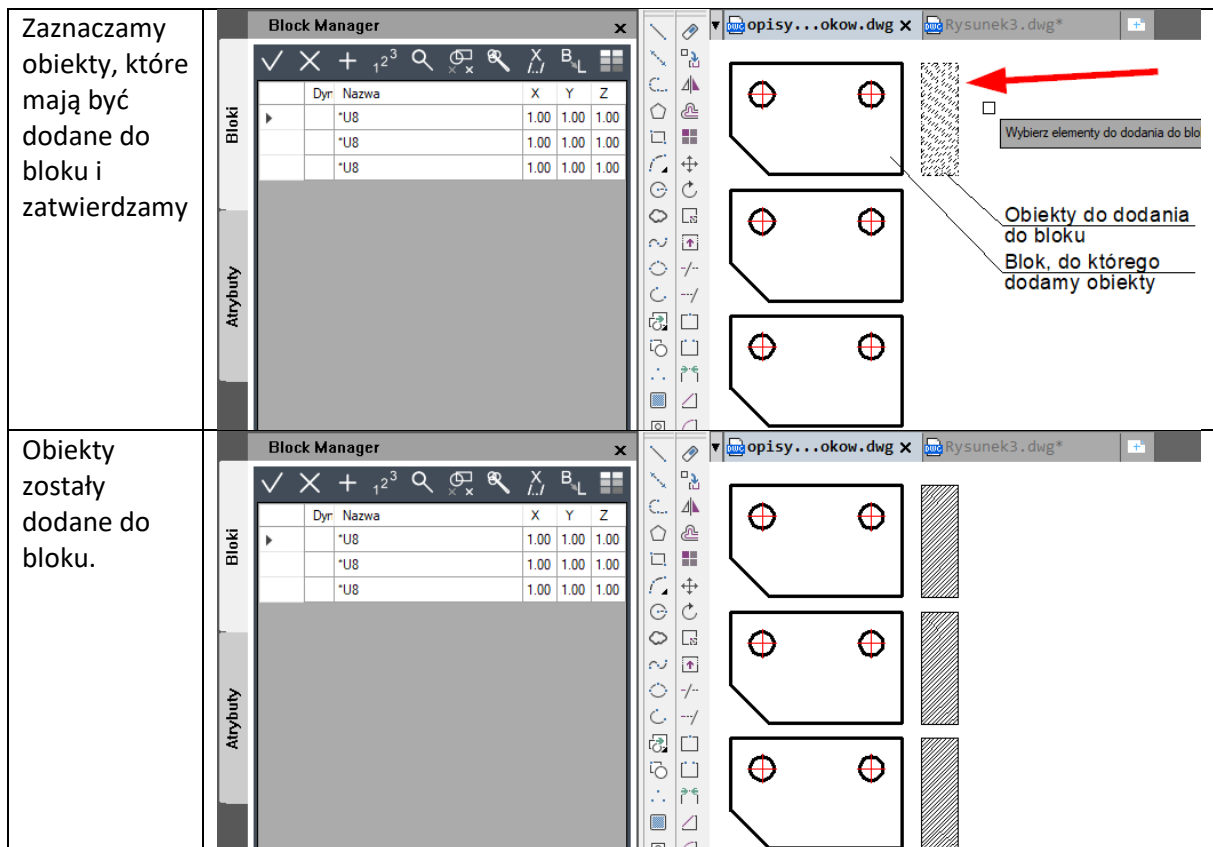 Zaznaczamy
obiekty, które
mają być
dodane do
bloku i
zatwierdzamy
Block Manager x
opisy...okow.dwg X Rysunek3.dwg*
Bloki
Atrybuty
Dyr Nazwa X Y Z
*U8 1.00 1.00 1.00
*U8 1.00 1.00 1.00
*U8 1.00 1.00 1.00
Wybierz elementy do dodania do blo
Obiekty do dodania
do bloku
Blok, do którego
dodamy obiekty
Obiekty
zostały
dodane do
bloku.
Block Manager x
opisy...okow.dwg X Rysunek3.dwg*
Bloki
Atrybuty
Dyr Nazwa X Y Z
*U8 1.00 1.00 1.00
*U8 1.00 1.00 1.00
*U8 1.00 1.00 1.00